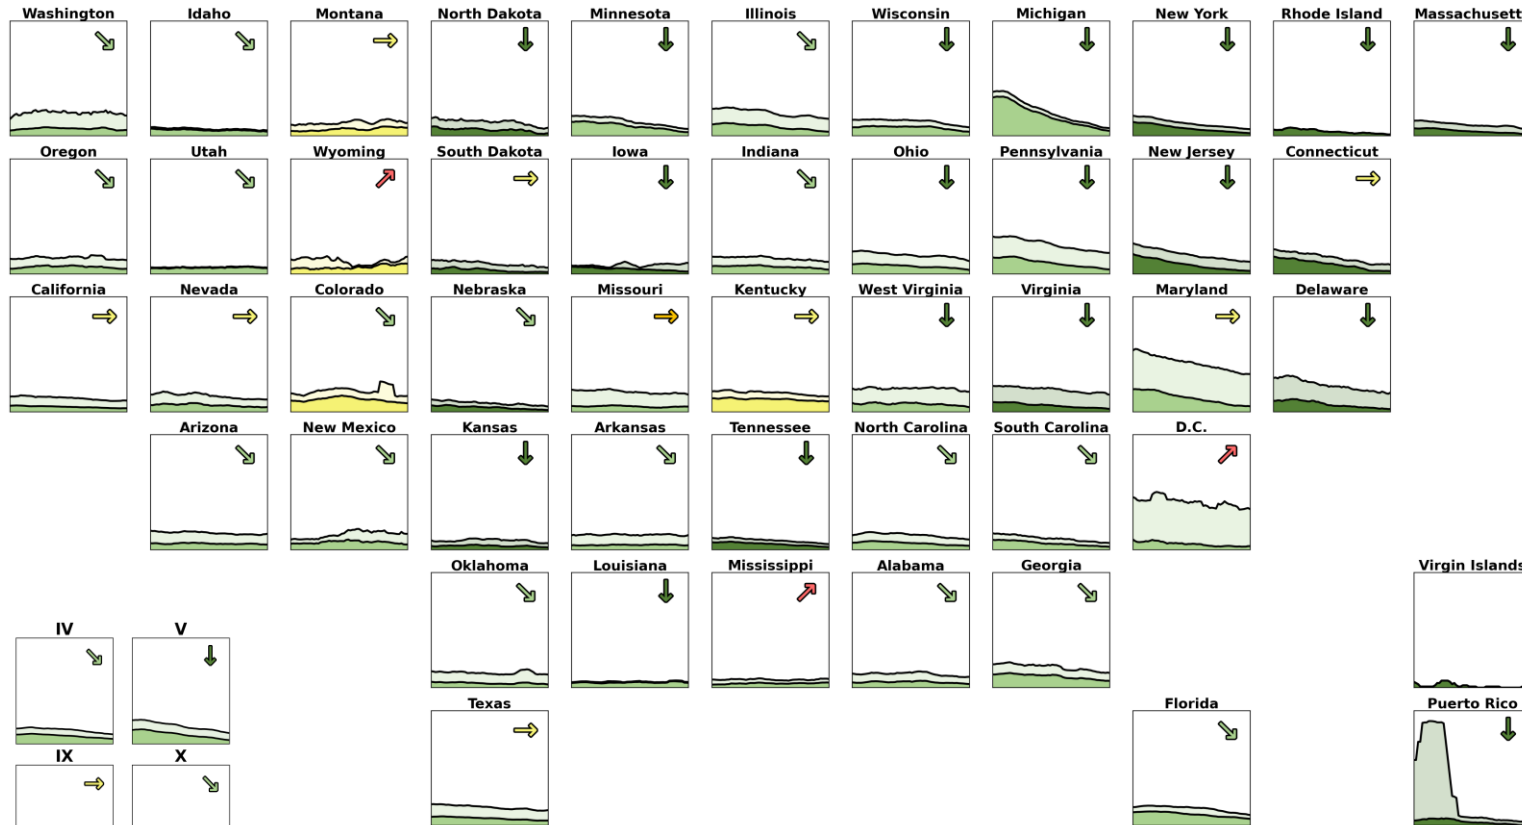 Washington Idaho Montana North Dakota Minnesota Illinois Wisconsin Michigan New York Rhode Island Massachusett
Oregon Utah Wyoming South Dakota Iowa Indiana Ohio Pennsylvania New Jersey Connecticut
California Nevada Colorado Nebraska Missouri Kentucky West Virginia Virginia Maryland Delaware
Arizona New Mexico Kansas Arkansas Tennessee North Carolina South Carolina D.C.
Oklahoma Louisiana Mississippi Alabama Georgia Virgin Islands
IV V
Texas Florida Puerto Rico
IX X